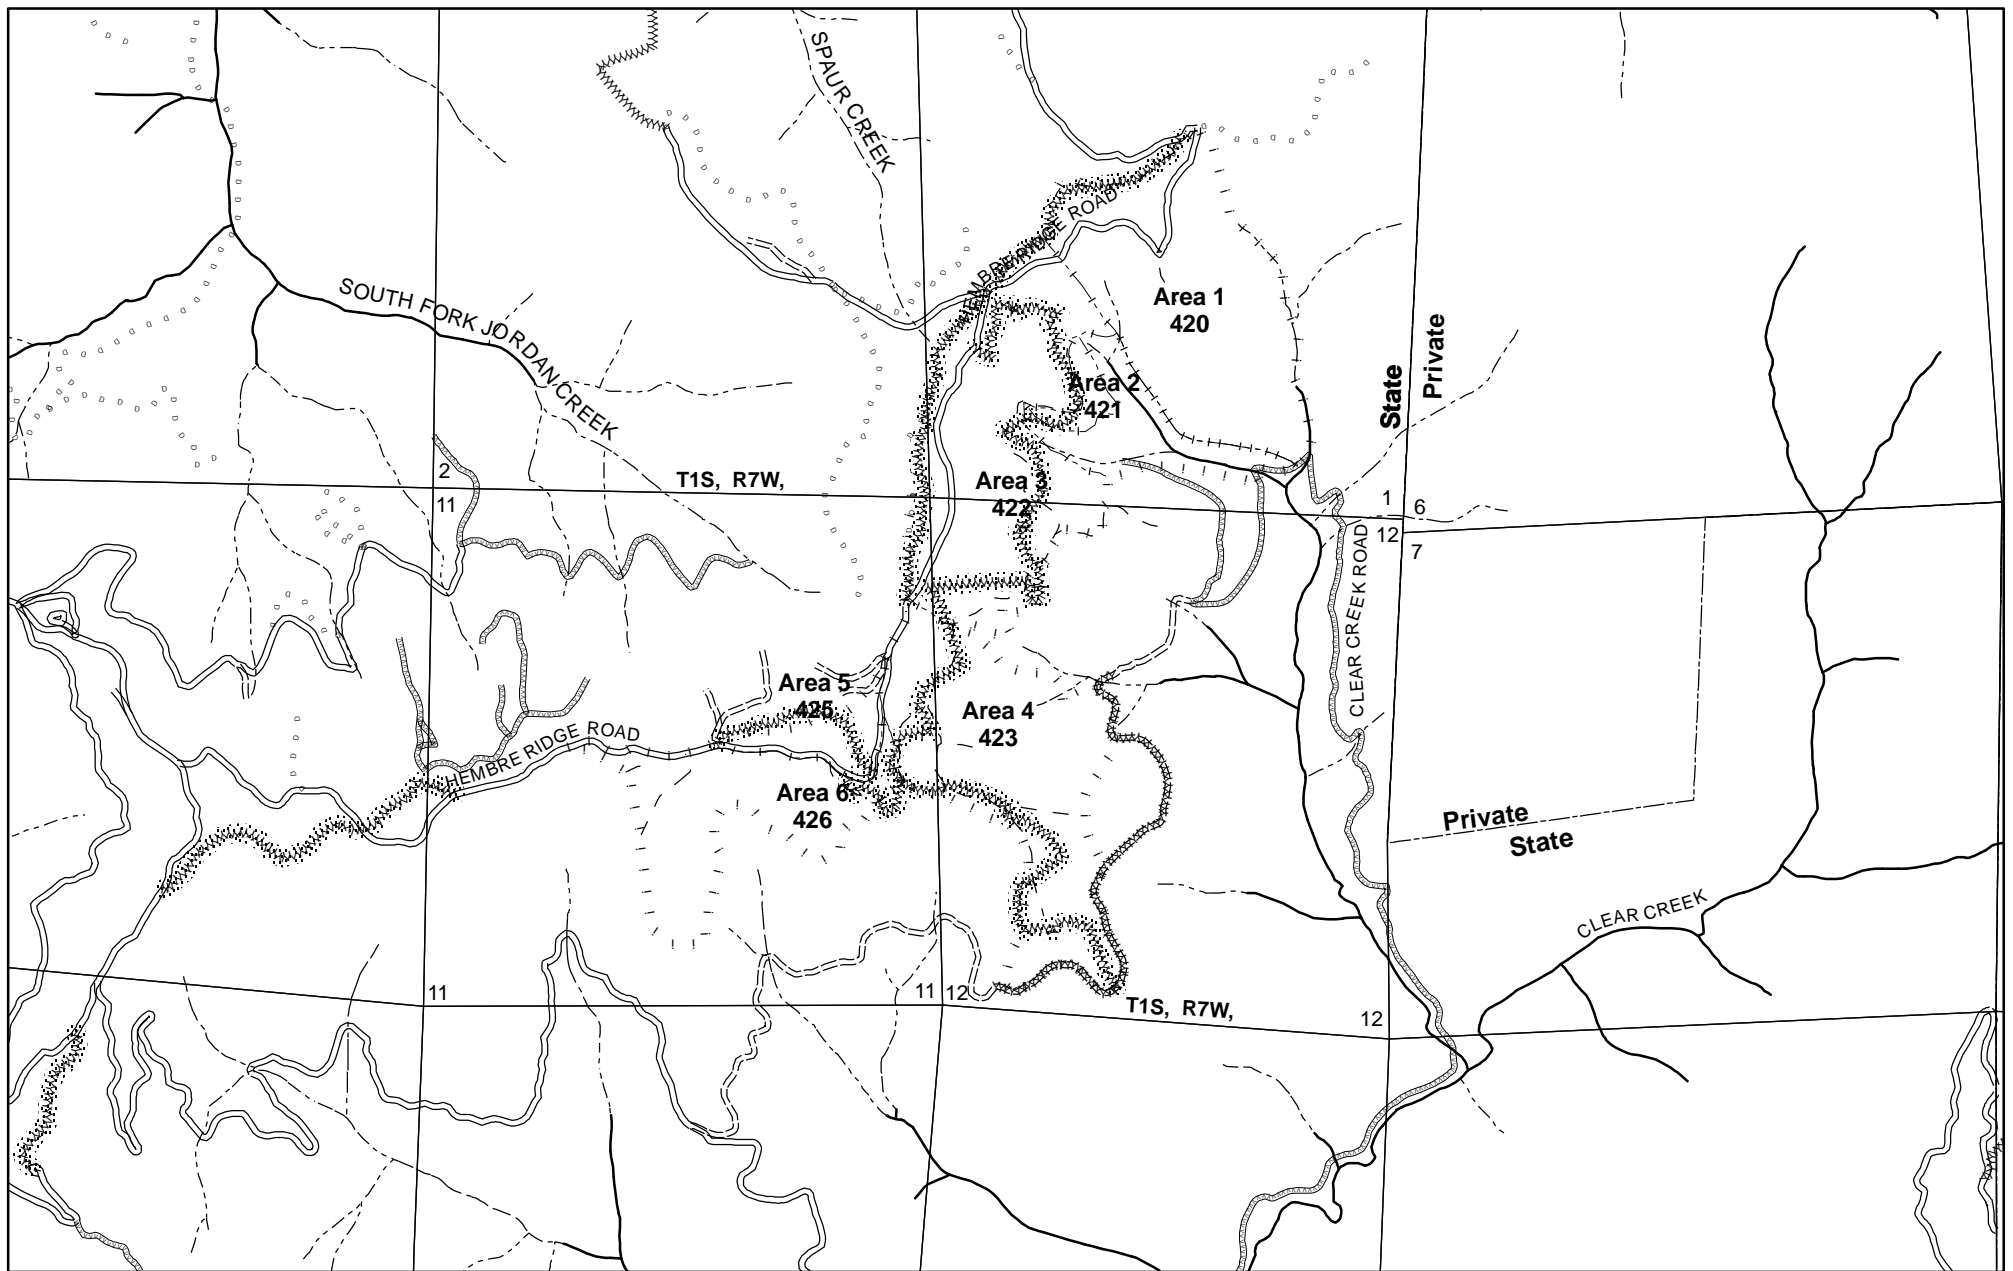 SPAUR CREEK
HEMBRE RIDGE ROAD
SOUTH FORK JORDAN CREEK
Area 1
420
State
Private
Area 2
421
2
11
T1S, R7W,
Area 3
422
1
6
12
7
CLEAR CREEK ROAD
Area 5
425
Area 4
423
HEMBRE RIDGE ROAD
Area 6
426
Private
State
CLEAR CREEK
11
11
12
T1S, R7W,
12